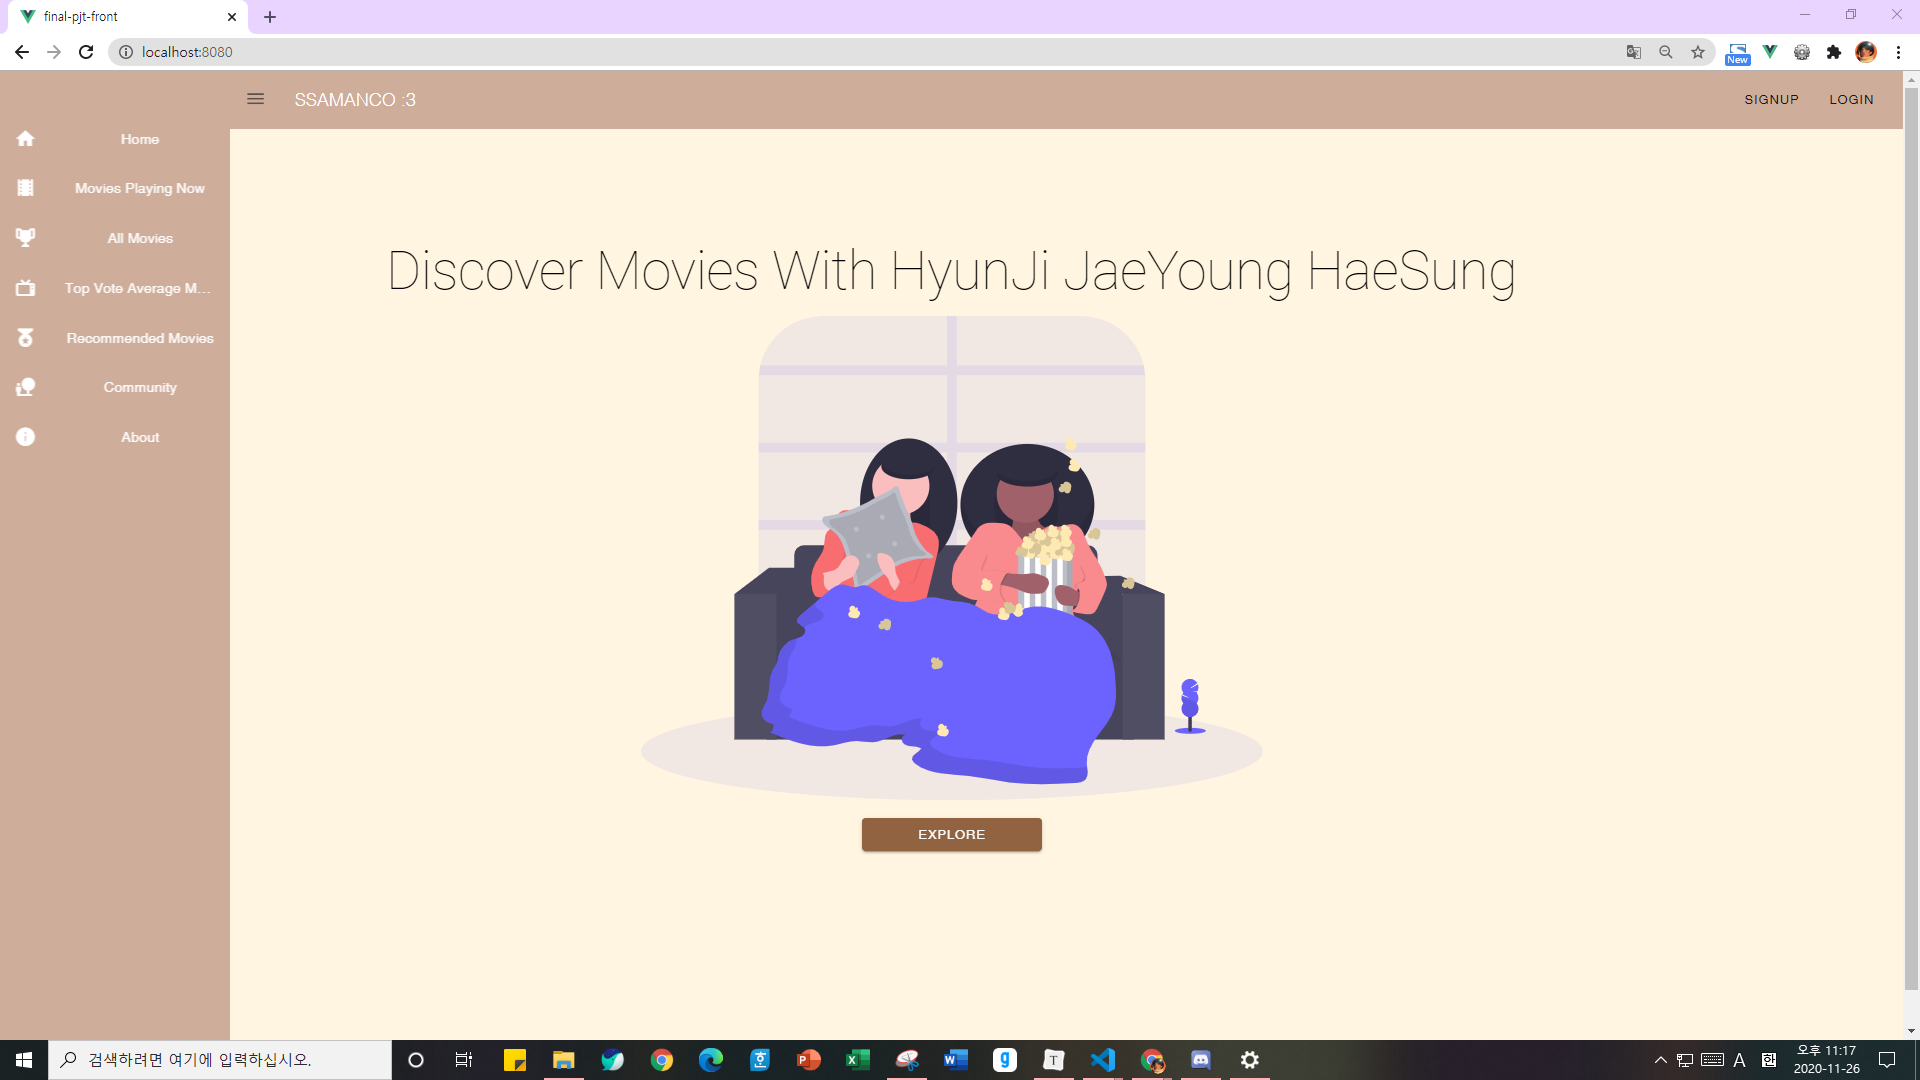 final-pjt-front
localhost:8080
New
SSAMANCO :3
SIGNUP
LOGIN
Home
Movies Playing Now
All Movies
Top Vote Average M...
Recommended Movies
Community
About
Discover Movies With HyunJi JaeYoung HaeSung
EXPLORE
검색하려면 여기에 입력하십시오.
A
오후 11:17
2020-11-26